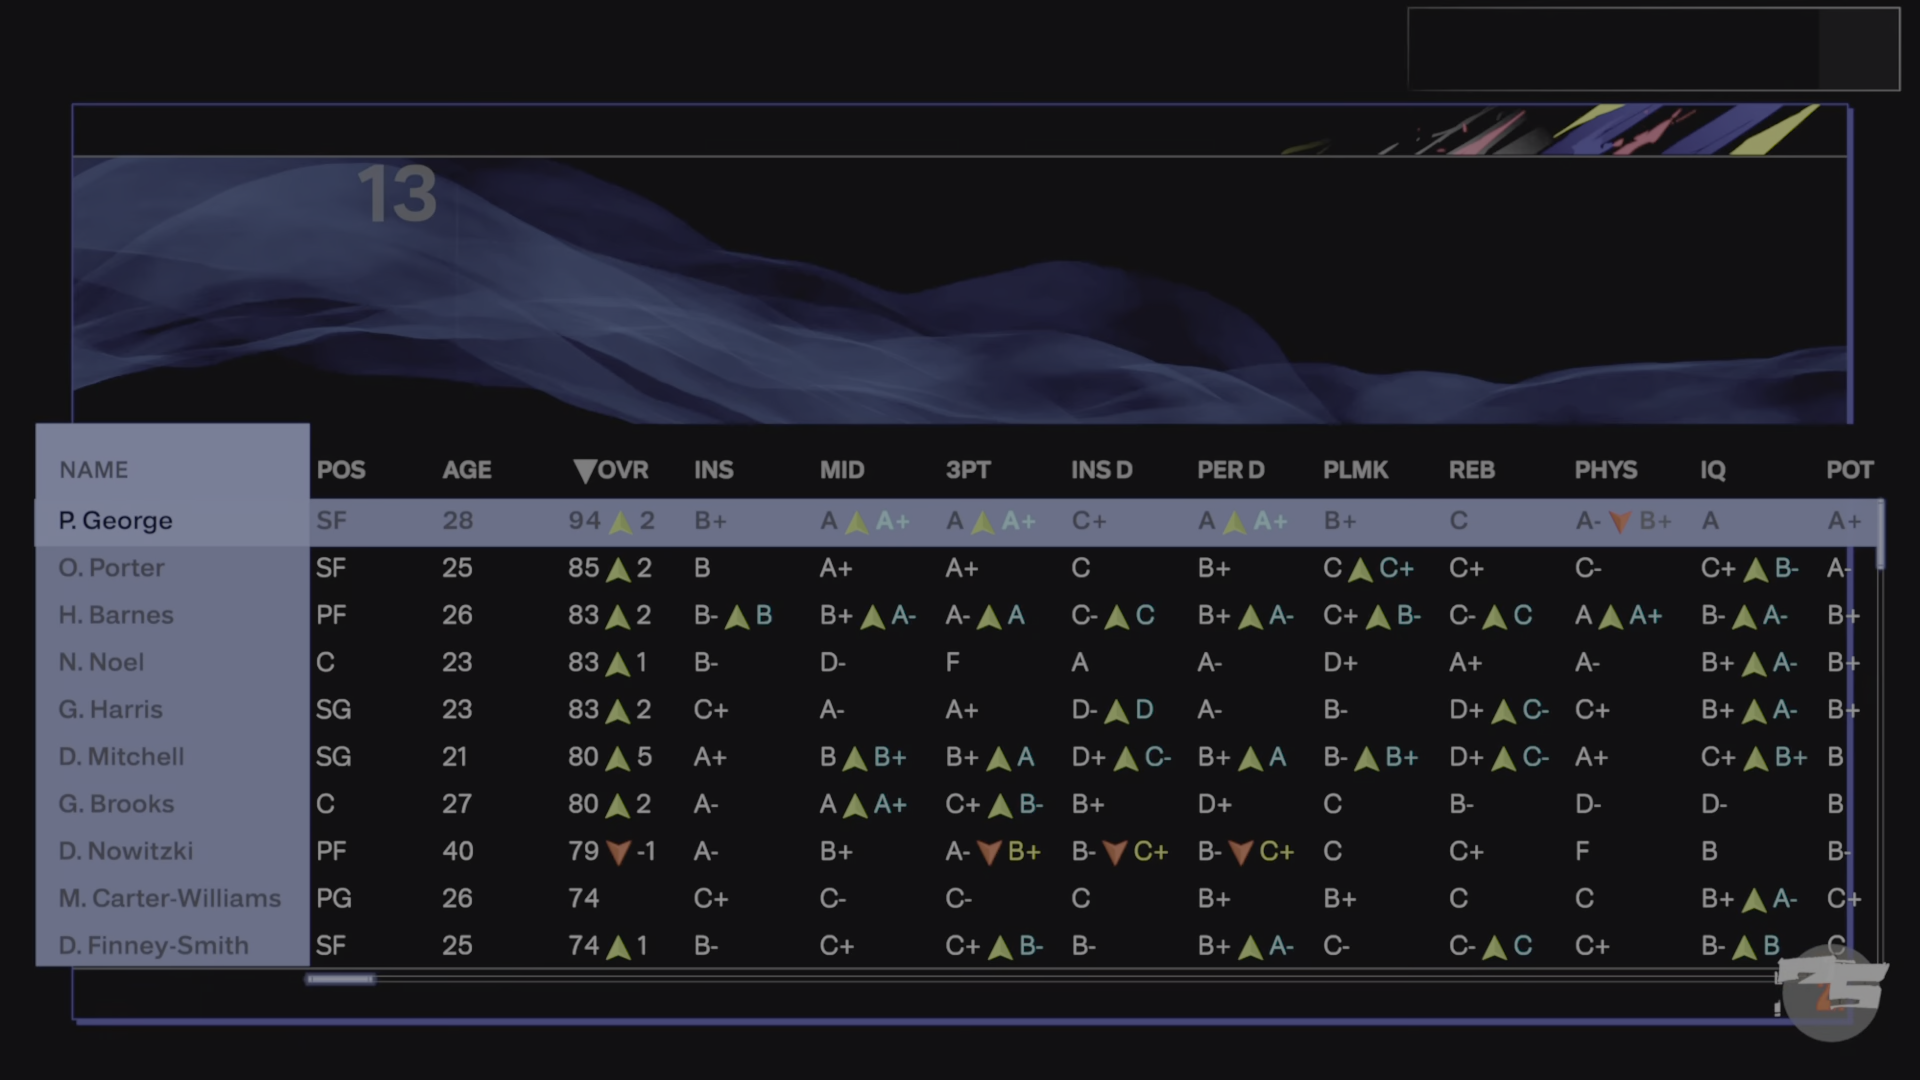 13
NAME POS AGE OVR INS MID 3PT INS D PER D PLMK REB PHYS IQ POT
P. George SF 28 94 2 B+ A A+ A A+ C+ A A+ B+ C A- B+ A A+
O. Porter SF 25 85 2 B A+ A+ C B+ C C+ C+ C- C+ B- A-
H. Barnes PF 26 83 2 B- B B+ A- A- A C- C B+ A- C+ B- C- C A A+ B- A- B+
N. Noel C 23 83 1 B- D- F A A- D+ A+ A- B+ A- B+
G. Harris SG 23 83 2 C+ A- A+ D- D A- B- D+ C- C+ B+ A- B+
D. Mitchell SG 21 80 5 A+ B B+ B+ A D+ C- B+ A B- B+ D+ C- A+ C+ B+ B
G. Brooks C 27 80 2 A- A A+ C+ B- B+ D+ C B- D- D- B
D. Nowitzki PF 40 79 -1 A- B+ A- B+ B- C+ B- C+ C C+ F B B-
M. Carter-Williams PG 26 74 C+ C- C- C B+ B+ C C B+ A- C+
D. Finney-Smith SF 25 74 1 B- C+ C+ B- B- B+ A- C- C- C C+ B- B C